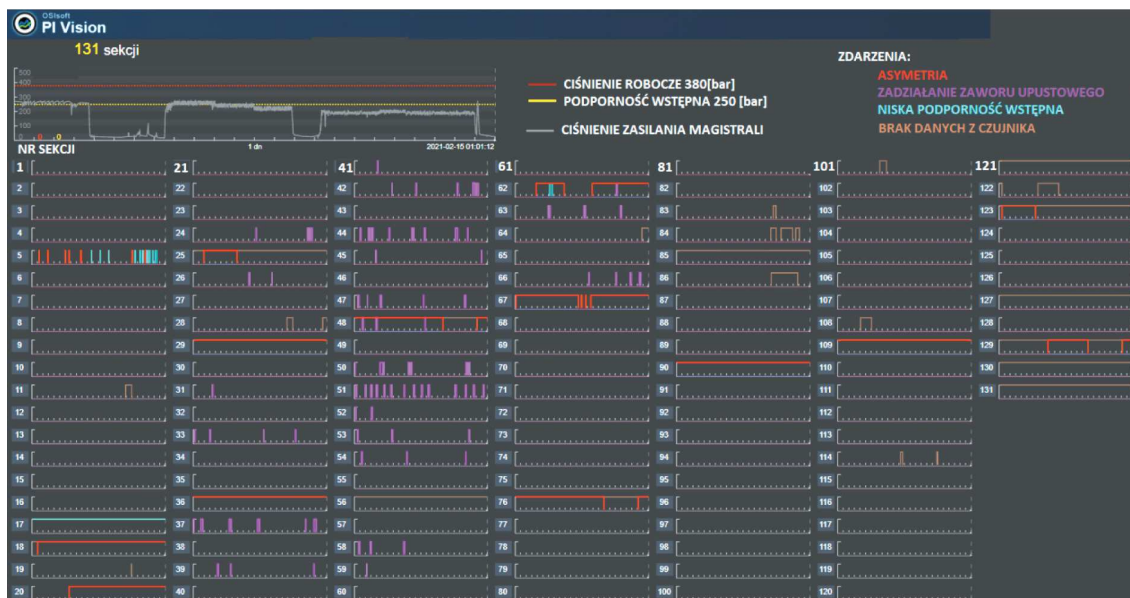 OSIsoft
PI Vision
131 sekcji
500
400
200
100
0
0 0
1 dn
2021-02-15 01:01:12
CIŚNIENIE ROBOCZE 380[bar]
PODPORNOŚĆ WSTĘPNA 250 [bar]
CIŚNIENIE ZASILANIA MAGISTRALI
ZDARZENIA:
ASYMETRIA
ZADZIAŁANIE ZAWORU UPUSTOWEGO
NISKA PODPORNOŚĆ WSTĘPNA
BRAK DANYCH Z CZUJNIKA
NR SEKCJI
1 21 41 61 81 101 121
2 22 42 62 82 102 122
3 23 43 63 83 103 123
4 24 44 64 84 104 124
5 25 45 65 85 105 125
6 26 46 66 86 106 126
7 27 47 67 87 107 127
8 28 48 68 88 108 128
9 29 49 69 89 109 129
10 30 50 70 90 110 130
11 31 51 71 91 111 131
12 32 52 72 92 112
13 33 53 73 93 113
14 34 54 74 94 114
15 35 55 75 95 115
16 36 56 76 96 116
17 37 57 77 97 117
18 38 58 78 98 118
19 39 59 79 99 119
20 40 60 80 100 120